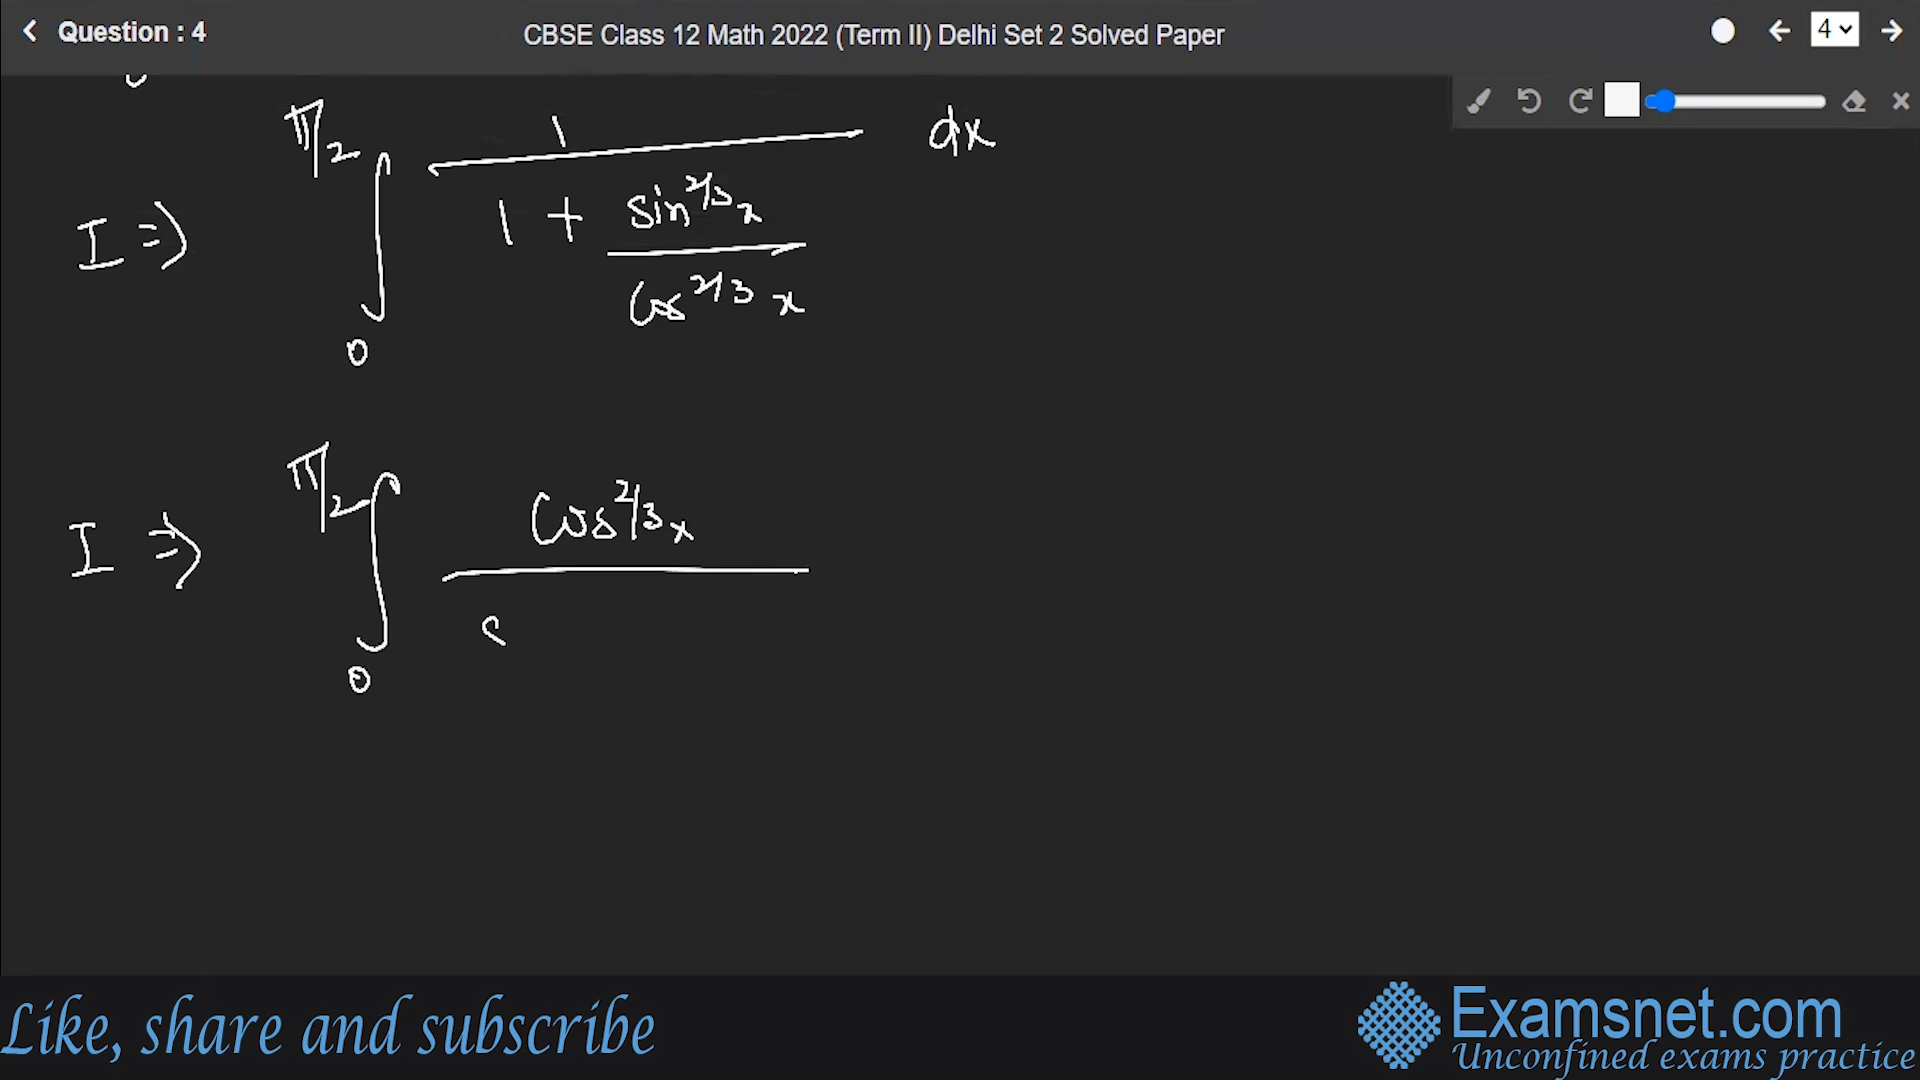 Question : 4
CBSE Class 12 Math 2022 (Term II) Delhi Set 2 Solved Paper
4
I ⇒ ∫₀^{π/2} 1 / (1 + sin^{2/3} x / cos^{2/3} x) dx
I ⇒ ∫₀^{π/2} cos^{2/3} x
Like, share and subscribe
Examsnet.com
Unconfined exams practice